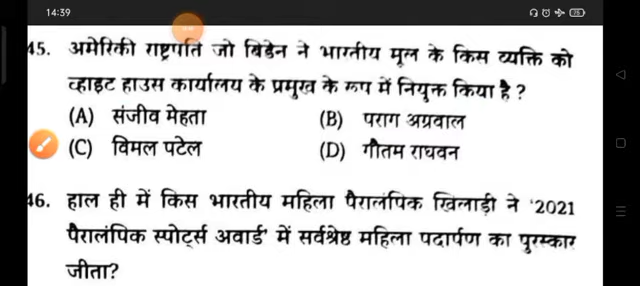 14:39
75
45. अमेरिकी राष्ट्रपति जो बिडेन ने भारतीय मूल के किस व्यक्ति को
व्हाइट हाउस कार्यालय के प्रमुख के रूप में नियुक्त किया है ?
(A) संजीव मेहता (B) पराग अग्रवाल
(C) विमल पटेल (D) गौतम राघवन
46. हाल ही में किस भारतीय महिला पैरालंपिक खिलाड़ी ने '2021
पैरालंपिक स्पोर्ट्स अवार्ड' में सर्वश्रेष्ठ महिला पदार्पण का पुरस्कार
जीता?